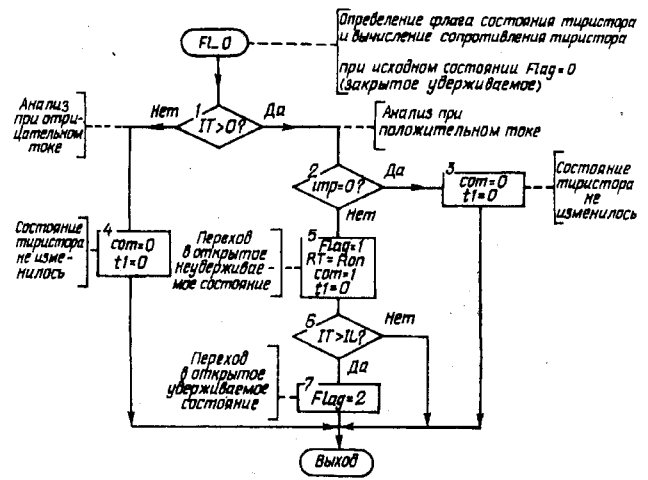 Fl_0
Определение флага состояния тиристора
и вычисление сопротивления тиристора
при исходном состоянии Flag=0
(закрытое удерживаемое)
Анализ
при отри-
цательном
токе
Нет
1
IT>0?
Да
Анализ при
положительном токе
2
imp=0?
Да
Нет
3
com=0
t1=0
Состояние
тиристора
не
изменилось
Состояние
тиристора
не изме-
нилось
4
com=0
t1=0
Переход
в открытое
неудерживае-
мое состояние
5
Flag=1
RT=Ron
com=1
t1=0
6
IT>IL?
Нет
Да
Переход
в открытое
удерживаемое
состояние
7
Flag=2
Выход